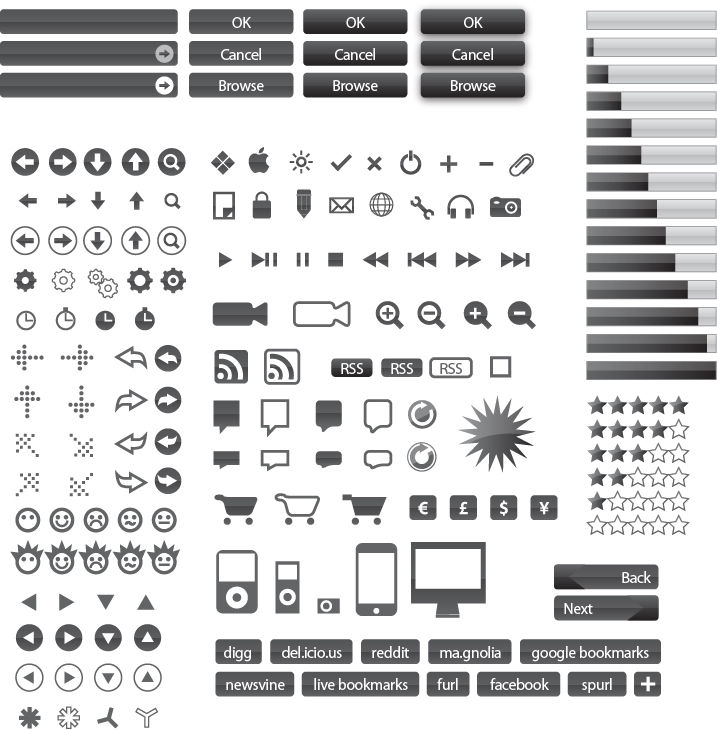 OK OK OK
Cancel Cancel Cancel
Browse Browse Browse
RSS RSS RSS
€ £ $ ¥
Back
Next
digg del.icio.us reddit ma.gnolia google bookmarks
newsvine live bookmarks furl facebook spurl +